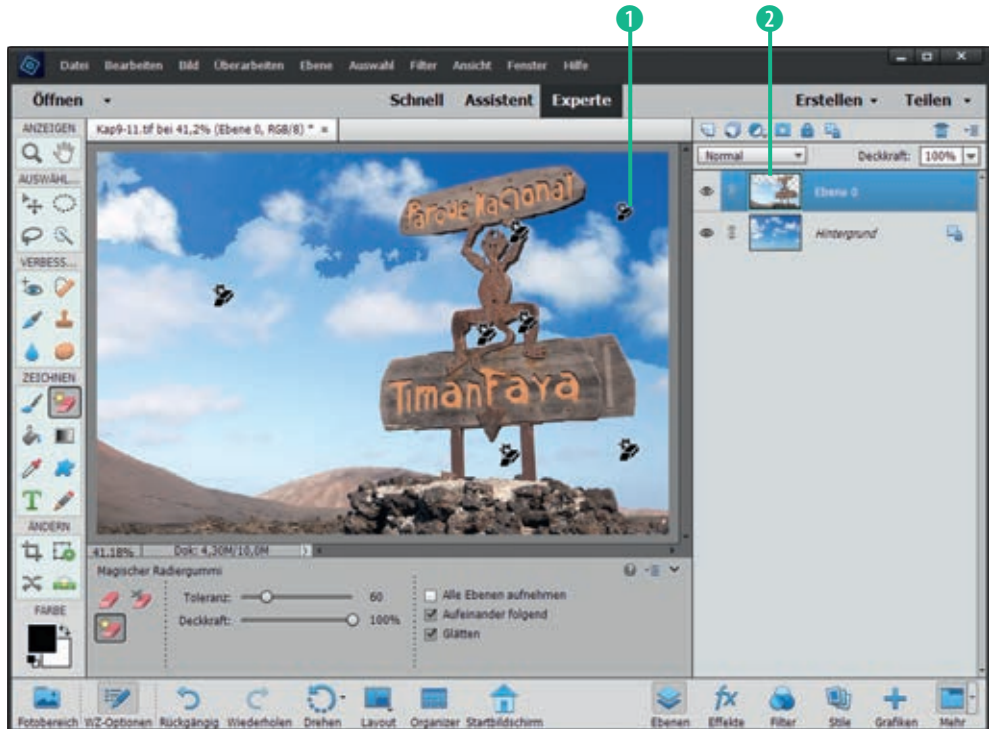 1 2
Datei Bearbeiten Bild Überarbeiten Ebene Auswahl Filter Ansicht Fenster Hilfe
Öffnen Schnell Assistent Experte Erstellen Teilen
ANZEIGEN
Kap9-11.tif bei 41,2% (Ebene 0, RGB/8) * ×
Normal Deckkraft: 100%
AUSWÄHL...
Ebene 0
Parque Nacional
Hintergrund
VERBESS...
ZEICHNEN
TimanFaya
T
ÄNDERN
41.18% Dok: 4,30M/10,0M
Magischer Radiergummi
Toleranz: 60
Alle Ebenen aufnehmen
FARBE
Deckkraft: 100%
Aufeinander folgend
Glätten
Fotobereich WZ-Optionen Rückgängig Wiederholen Drehen Layout Organizer Startbildschirm Ebenen fx Effekte Filter Stile Grafiken Mehr